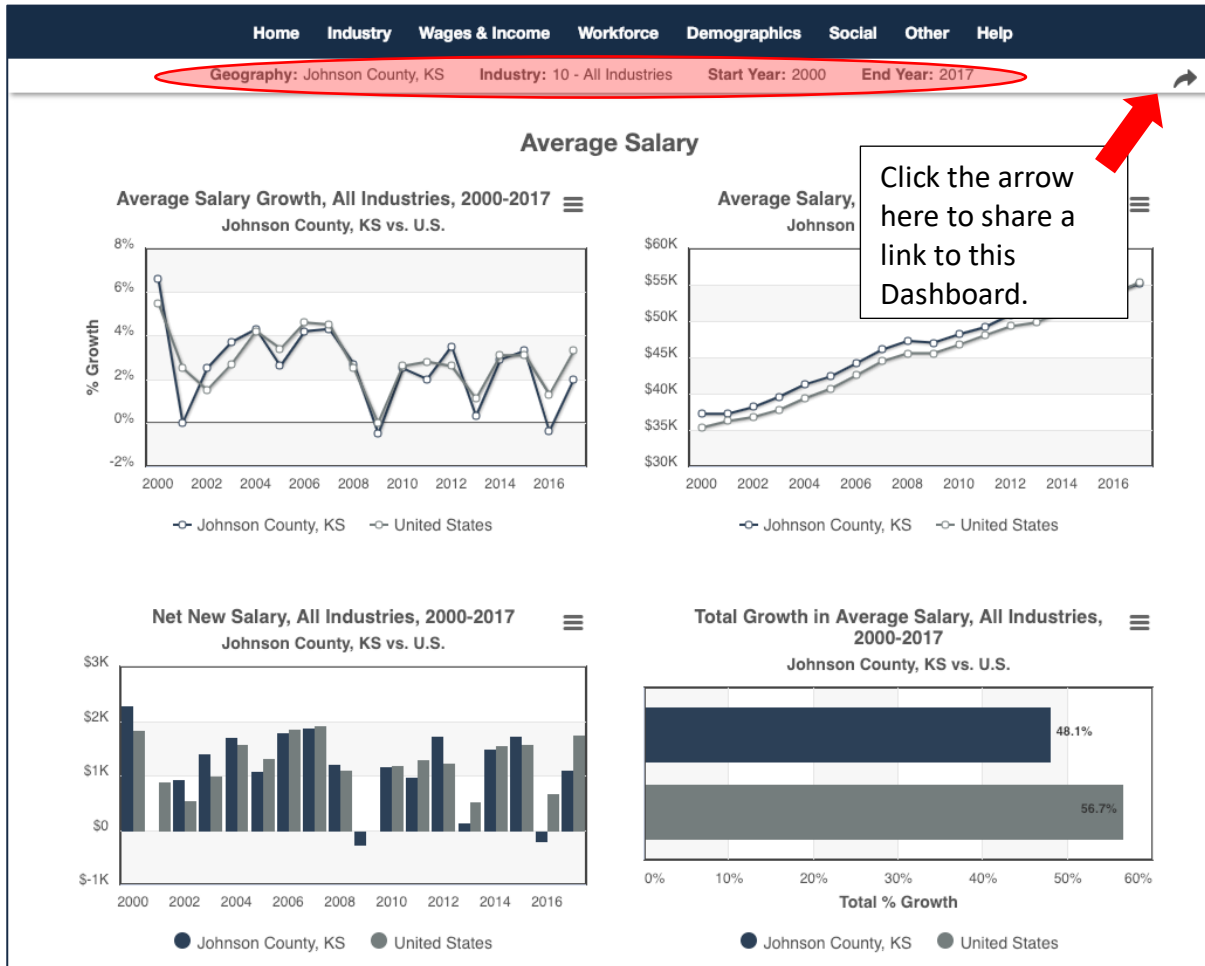 Home Industry Wages & Income Workforce Demographics Social Other Help
Geography: Johnson County, KS Industry: 10 - All Industries Start Year: 2000 End Year: 2017
Average Salary
Click the arrow
here to share a
link to this
Dashboard.
Average Salary Growth, All Industries, 2000-2017
Johnson County, KS vs. U.S.
8%
6%
4%
2%
0%
-2%
% Growth
2000 2002 2004 2006 2008 2010 2012 2014 2016
Johnson County, KS United States
Average Salary,
Johnson
$60K
$55K
$50K
$45K
$40K
$35K
$30K
2000 2002 2004 2006 2008 2010 2012 2014 2016
Johnson County, KS United States
Net New Salary, All Industries, 2000-2017
Johnson County, KS vs. U.S.
$3K
$2K
$1K
$0
$-1K
2000 2002 2004 2006 2008 2010 2012 2014 2016
Johnson County, KS United States
Total Growth in Average Salary, All Industries,
2000-2017
Johnson County, KS vs. U.S.
48.1%
56.7%
0% 10% 20% 30% 40% 50% 60%
Total % Growth
Johnson County, KS United States